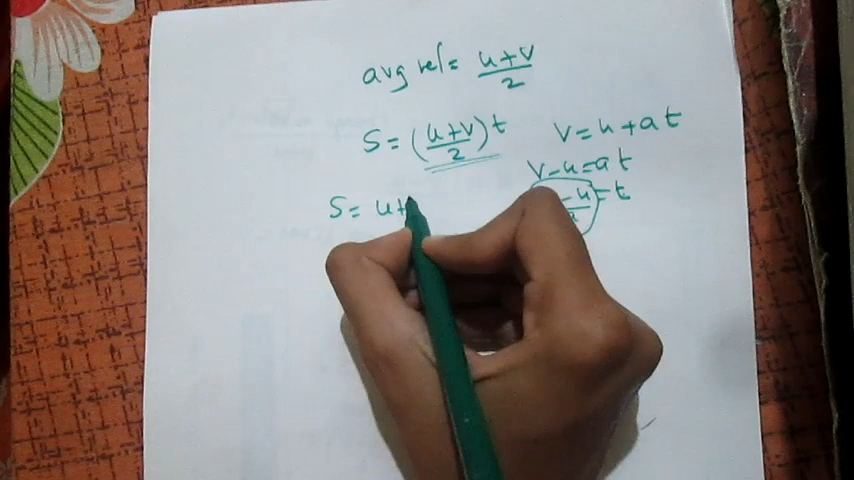 avg vel = u+v/2
S = (u+v/2)t
V = u+at
V-u=at
-u/a=t
S= u+